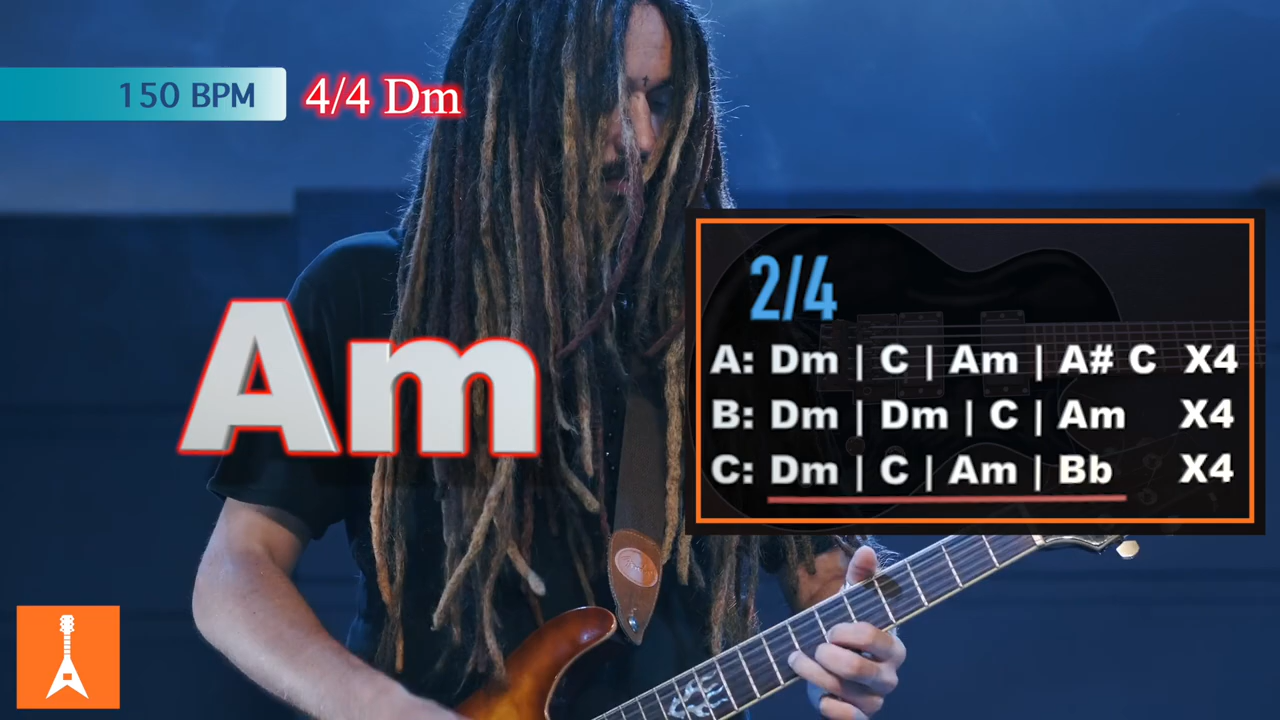 150 BPM
4/4 Dm
Am
2/4
A: Dm | C | Am | A# C X4
B: Dm | Dm | C | Am X4
C: Dm | C | Am | Bb X4